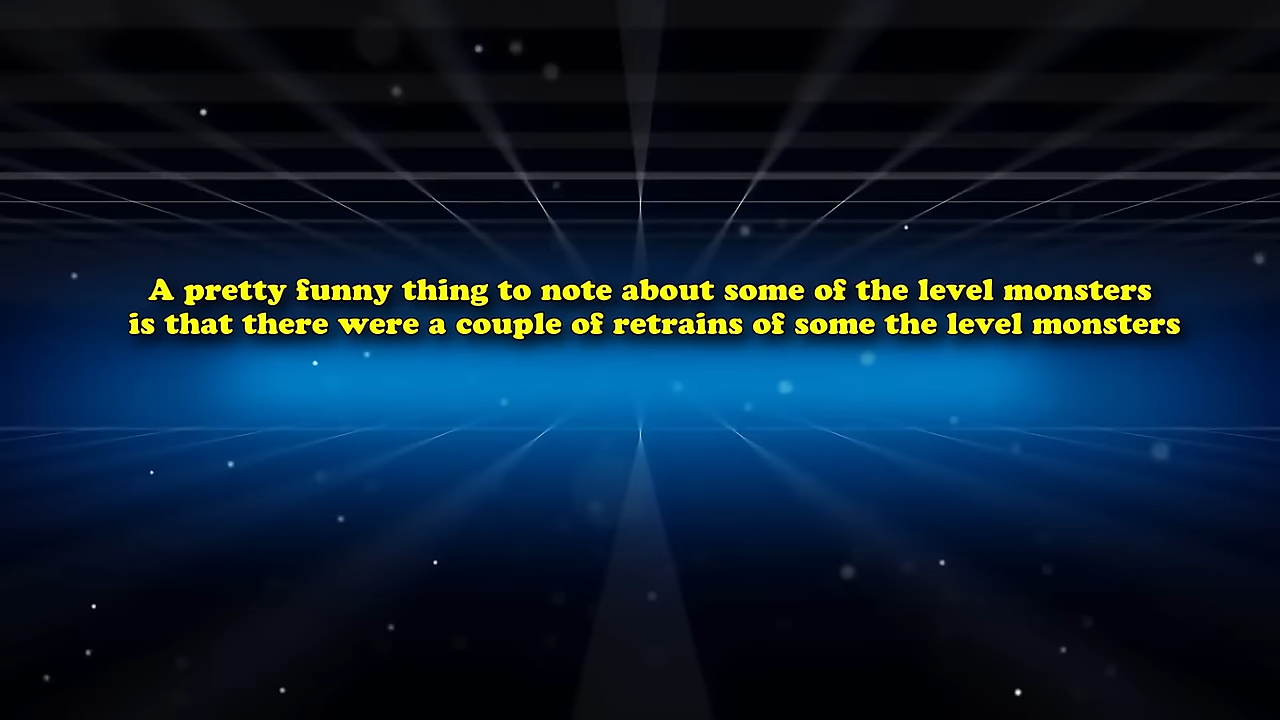 A pretty funny thing to note about some of the level monsters
is that there were a couple of retrains of some the level monsters